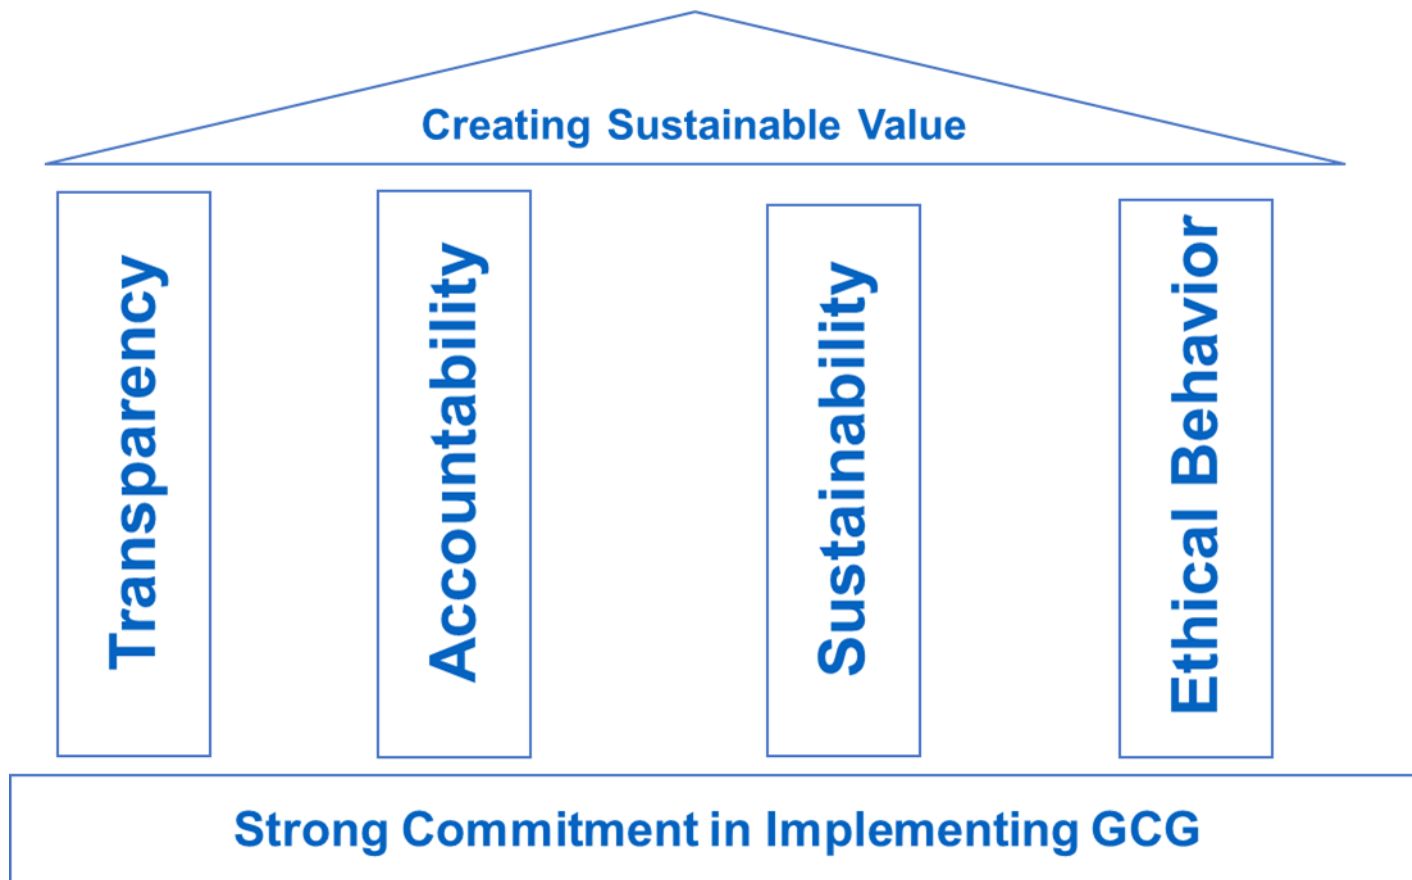 Creating Sustainable Value
Transparency
Accountability
Sustainability
Ethical Behavior
Strong Commitment in Implementing GCG